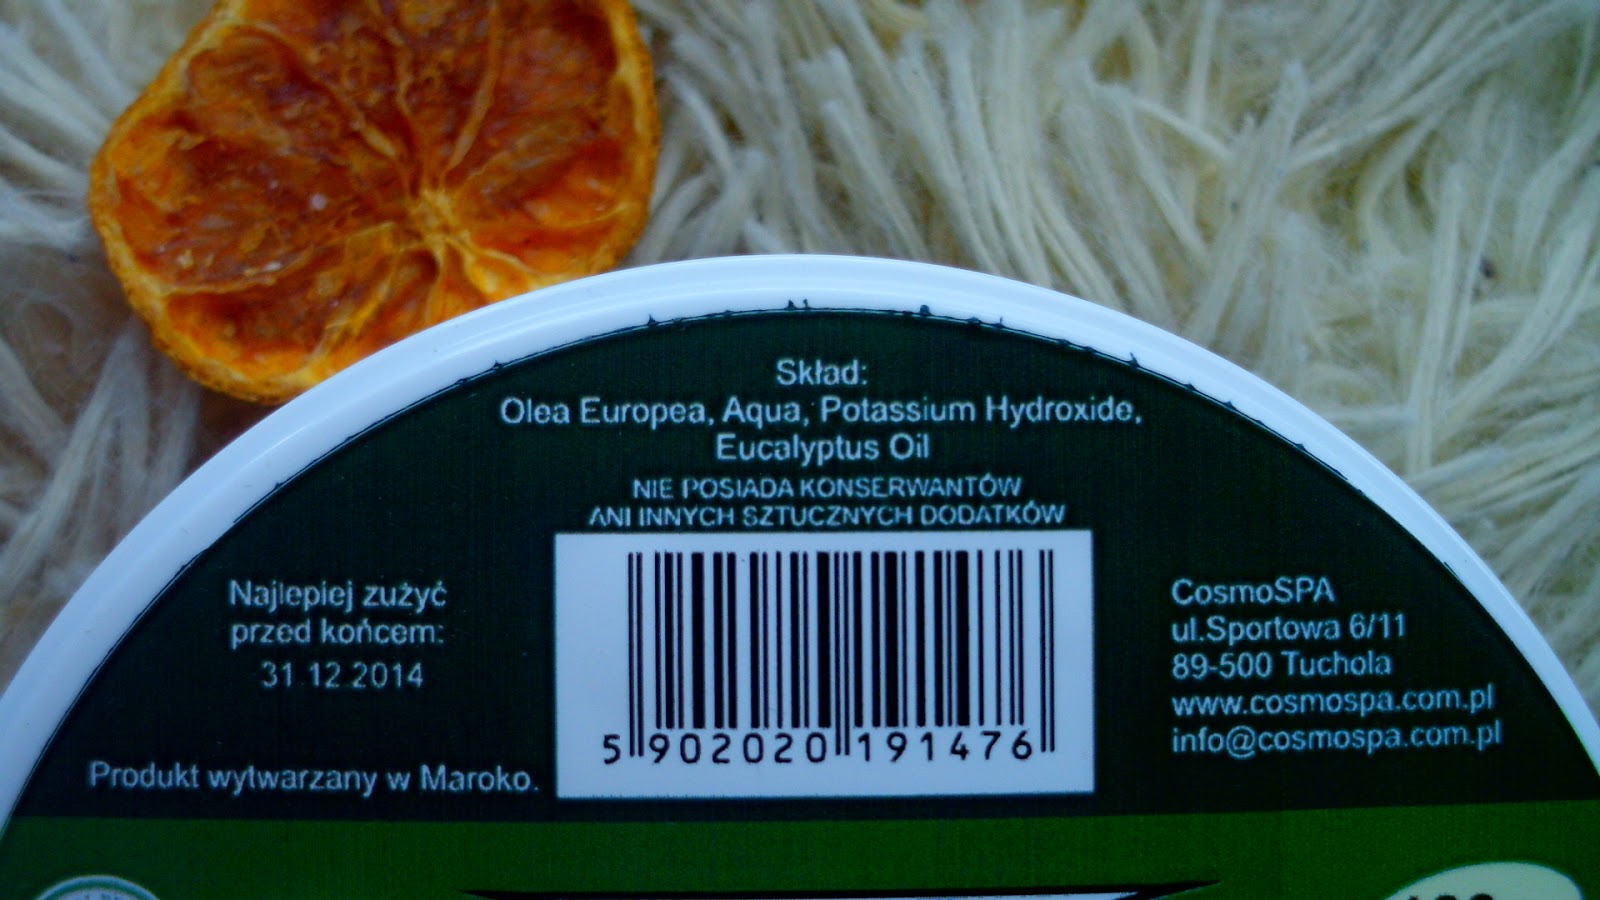 Skład:
Olea Europea, Aqua, Potassium Hydroxide,
Eucalyptus Oil
NIE POSIADA KONSERWANTÓW
ANI INNYCH SZTUCZNYCH DODATKÓW
Najlepiej zużyć
przed końcem:
31.12.2014
Produkt wytwarzany w Maroko.
5 902020 191476
CosmoSPA
ul.Sportowa 6/11
89-500 Tuchola
www.cosmospa.com.pl
info@cosmospa.com.pl